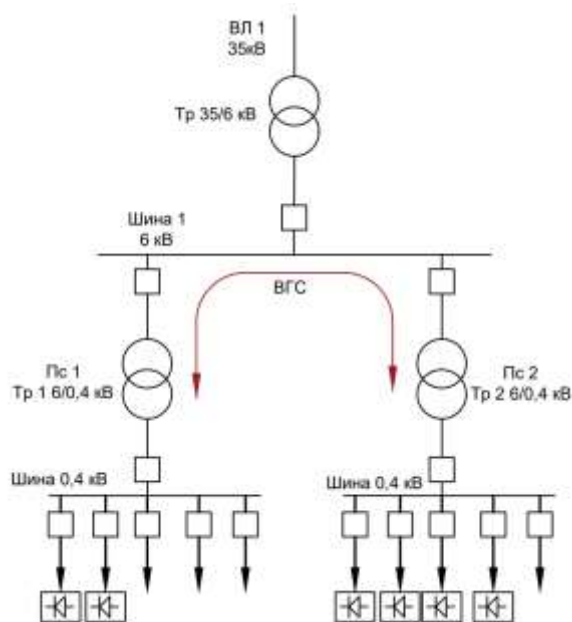 ВЛ 1
35кВ
Тр 35/6 кВ
Шина 1
6 кВ
ВГС
Пс 1
Тр 1 6/0,4 кВ
Пс 2
Тр 2 6/0,4 кВ
Шина 0,4 кВ
Шина 0,4 кВ